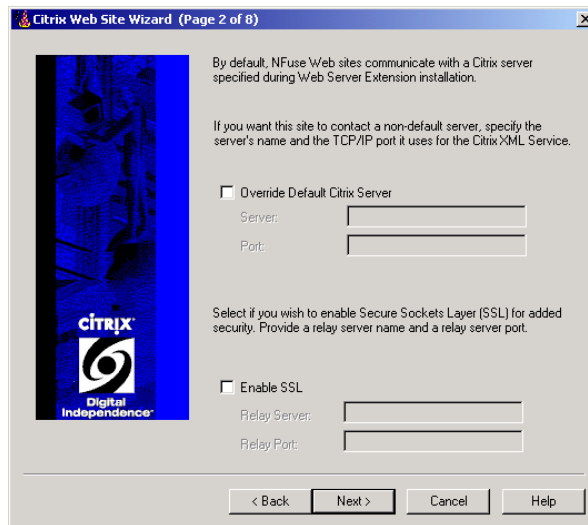 Citrix Web Site Wizard (Page 2 of 8)
By default, NFuse Web sites communicate with a Citrix server
specified during Web Server Extension installation.
If you want this site to contact a non-default server, specify the
server's name and the TCP/IP port it uses for the Citrix XML Service.
Override Default Citrix Server
Server:
Port:
Select if you wish to enable Secure Sockets Layer (SSL) for added
security. Provide a relay server name and a relay server port.
Enable SSL
Relay Server:
Relay Port:
CITRIX
Digital
Independence
< Back
Next >
Cancel
Help